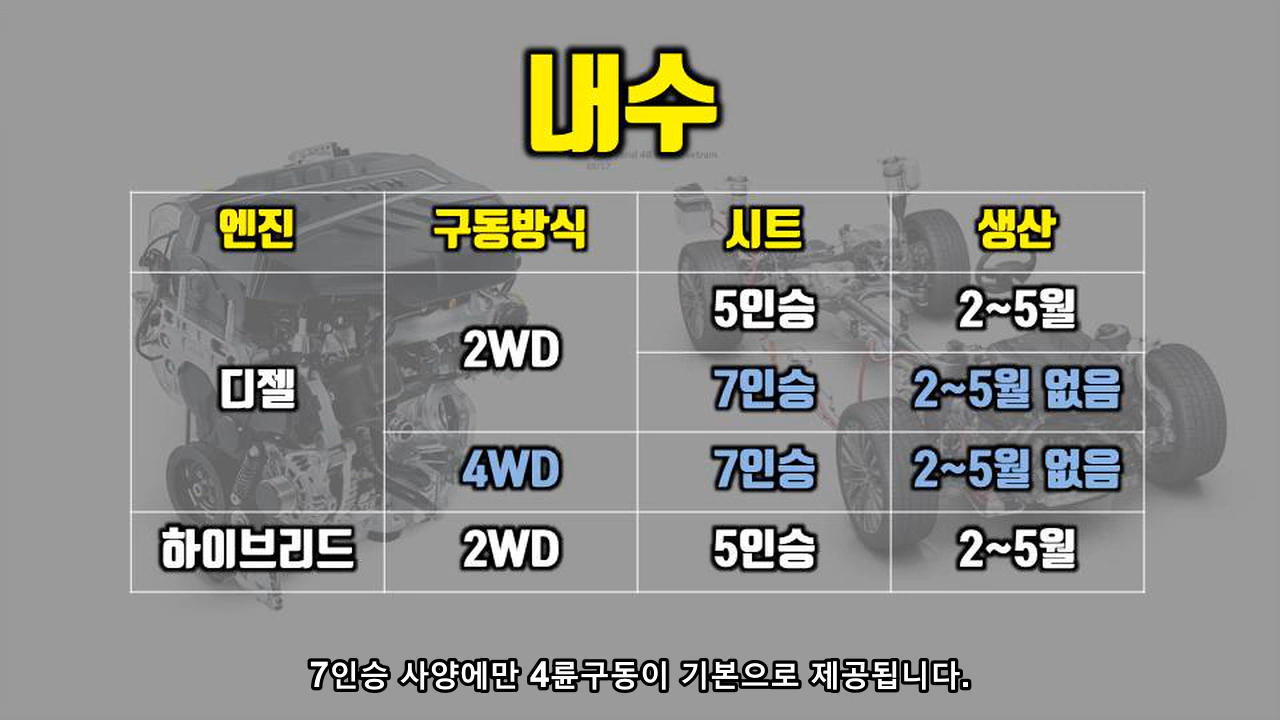 내수
엔진 구동방식 시트 생산
디젤 2WD 5인승 2~5월
7인승 2~5월 없음
4WD 7인승 2~5월 없음
하이브리드 2WD 5인승 2~5월
7인승 사양에만 4륜구동이 기본으로 제공됩니다.